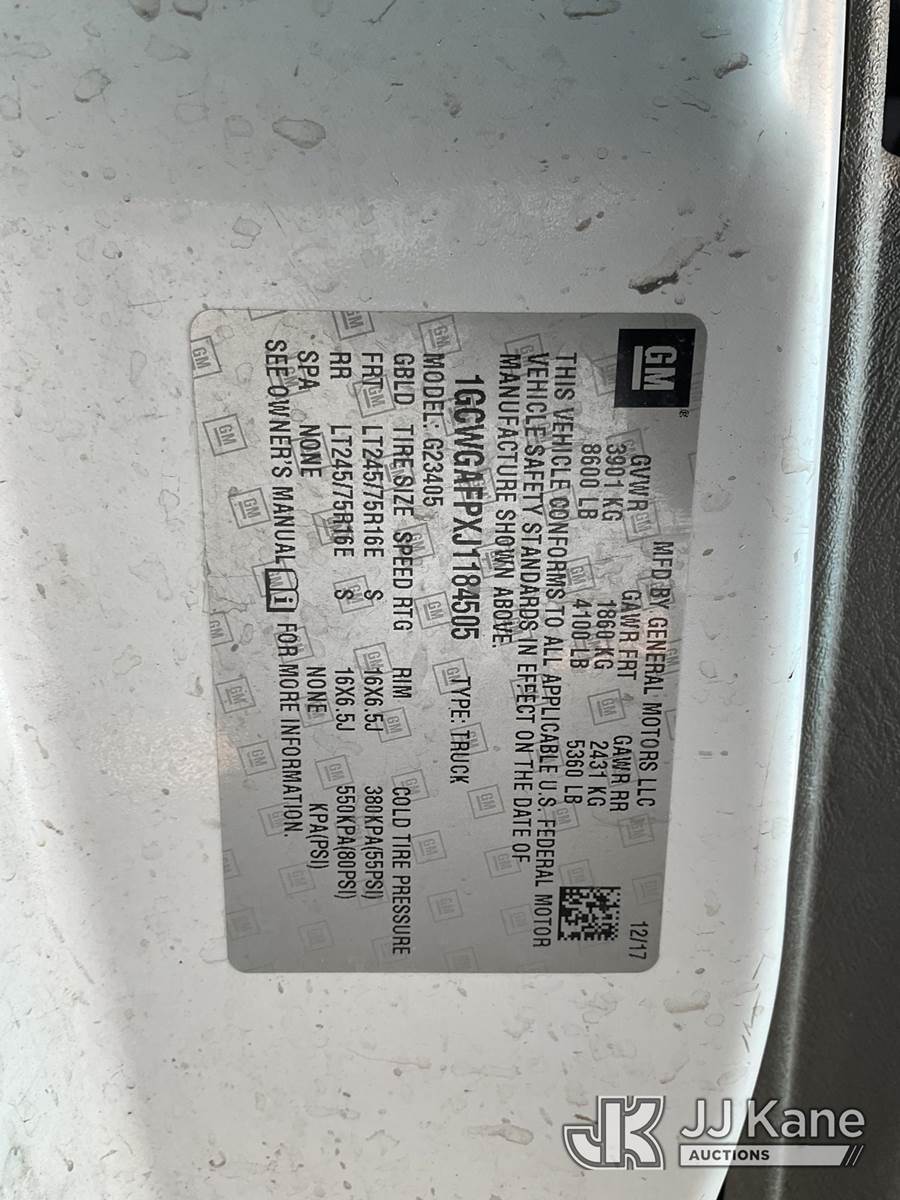 GM ®
MFD BY GENERAL MOTORS LLC 12/17
GVWR GAWR FRT GAWR RR
3901 KG 1860 KG 2431 KG
8600 LB 4100 LB 5360 LB
THIS VEHICLE CONFORMS TO ALL APPLICABLE U.S. FEDERAL MOTOR
VEHICLE SAFETY STANDARDS IN EFFECT ON THE DATE OF
MANUFACTURE SHOWN ABOVE.
1GCWGAFPXJ1184505 TYPE: TRUCK
MODEL: G23405
GBLD TIRE SIZE SPEED RTG RIM COLD TIRE PRESSURE
FRT LT245/75R16E S 16X6.5J 380KPA(55PSI)
RR LT245/75R16E S 16X6.5J 550KPA(80PSI)
SPA NONE NONE KPA(PSI)
SEE OWNER'S MANUAL i FOR MORE INFORMATION.
JK JJ Kane
AUCTIONS